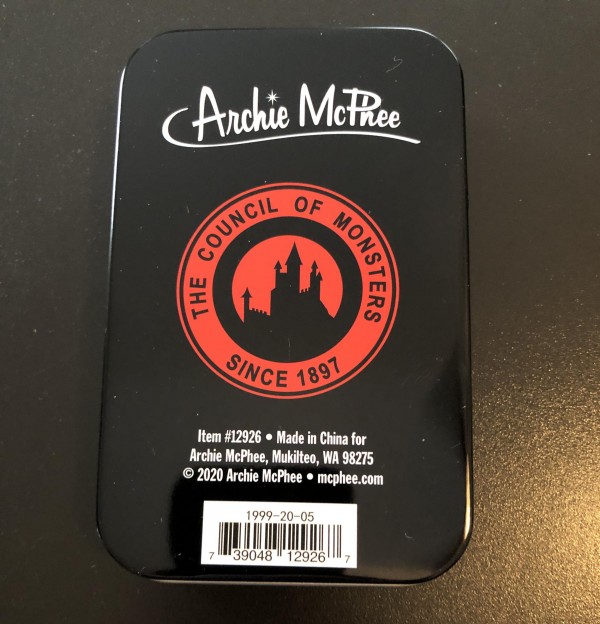 Archie McPhee
THE COUNCIL OF MONSTERS
SINCE 1897
Item #12926 • Made in China for
Archie McPhee, Mukilteo, WA 98275
© 2020 Archie McPhee • mcphee.com
1999-20-05
7 39048 12926 7